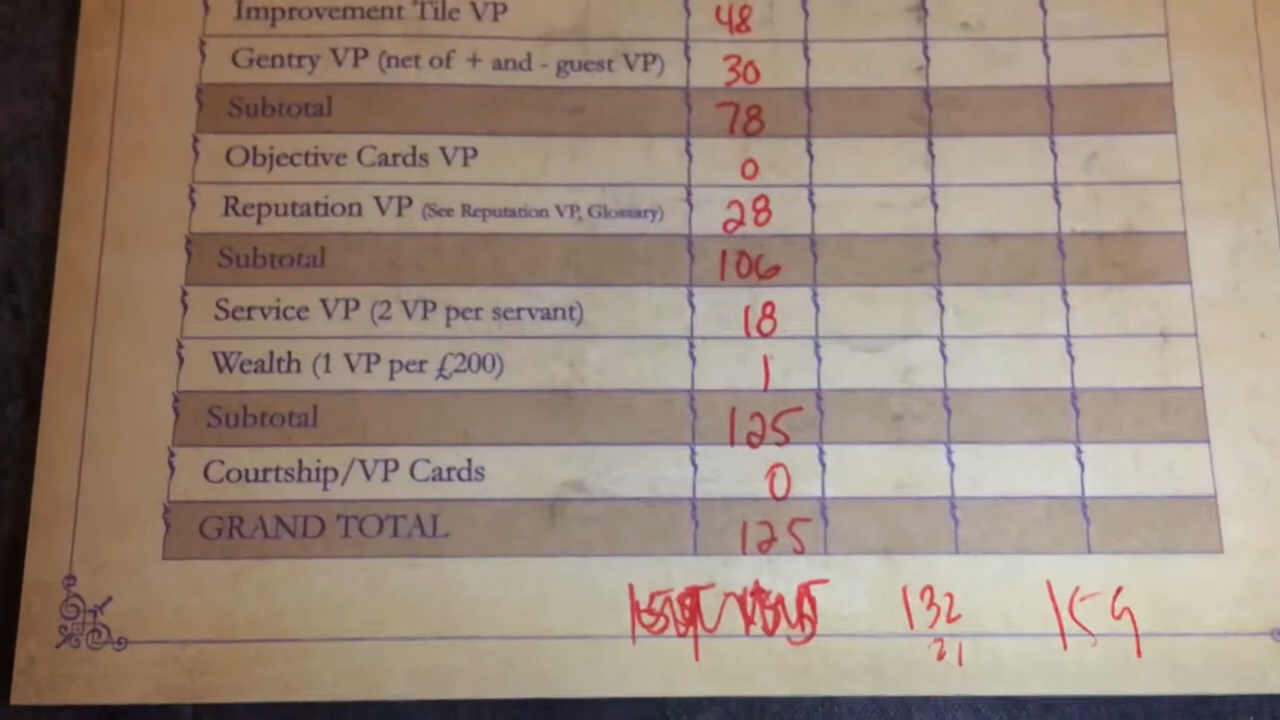 Improvement Tile VP 48
Gentry VP (net of + and - guest VP) 30
Subtotal 78
Objective Cards VP 0
Reputation VP (See Reputation VP, Glossary) 28
Subtotal 106
Service VP (2 VP per servant) 18
Wealth (1 VP per £200) 1
Subtotal 125
Courtship/VP Cards 0
GRAND TOTAL 125
132 159
21